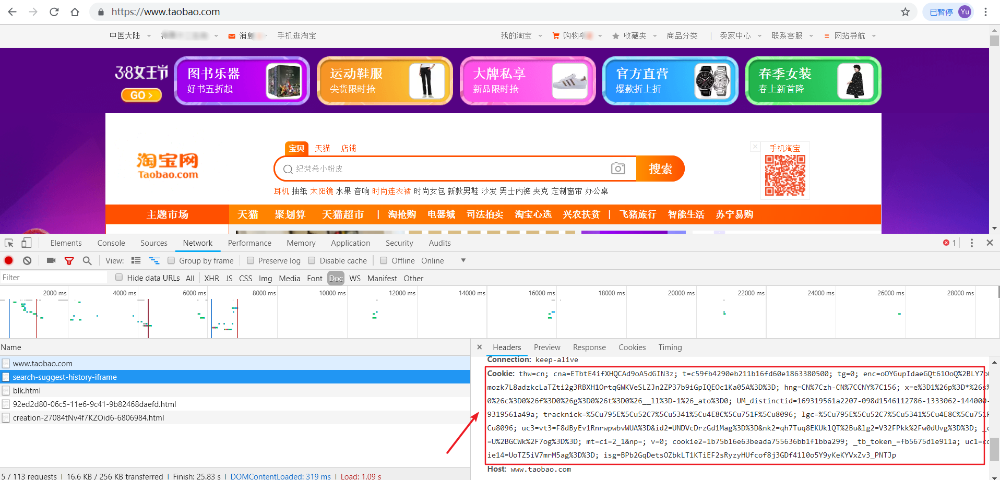 https://www.taobao.com
已暂停 Yu
中国大陆 消息 手机逛淘宝 我的淘宝 购物车 收藏夹 商品分类 卖家中心 联系客服 网站导航
38女王节 图书乐器 运动鞋服 大牌私享 官方直营 春季女装
GO > 好书五折起 尖货限时抢 新品限时抢 爆款折上折 春上新首降
宝贝 天猫 店铺 手机淘宝
淘宝网 纪梵希小粉皮 搜索
Taobao.com
耳机 抽纸 太阳镜 水果 音响 时尚连衣裙 时尚女包 新款男鞋 沙发 男士内裤 夹克 定制窗帘 办公桌
主题市场 天猫 聚划算 天猫超市 | 淘抢购 电器城 司法拍卖 淘宝心选 兴农扶贫 | 飞猪旅行 智能生活 苏宁易购
Elements Console Sources Network Performance Memory Application Security Audits 1
View: Group by frame Preserve log Disable cache Offline Online
Filter Hide data URLs All XHR JS CSS Img Media Font Doc WS Manifest Other
2000 ms 4000 ms 6000 ms 8000 ms 10000 ms 12000 ms 14000 ms 16000 ms 18000 ms 20000 ms 22000 ms 24000 ms 26000 ms 28000 ms
Name
www.taobao.com
search-suggest-history-iframe
blk.html
92ed2d80-06c5-11e6-9c41-9b82468daefd.html
creation-27084tNv4f7KZOid6-6806984.html
5 / 113 requests | 16.6 KB / 256 KB transferred | Finish: 25.83 s | DOMContentLoaded: 319 ms | Load: 1.09 s
× Headers Preview Response Cookies Timing
Connection: keep-alive
Cookie: thw=cn; cna=ETbtE4ifXHQCAd9oA5dGIN3z; t=c59fb4290eb211b16fd60e1863380500; tg=0; enc=oOYGupIdaeGQt61OoQ%2BLY7pG
mozk7L8adzkcLaTZti2g3RBXH1OrtqGWKVeSLZJn2ZP37b9iGpIQEOc1Ka05A%3D%3D; hng=CN%7Czh-CN%7CCNY%7C156; x=e%3D1%26p%3D*%26s%
0%26c%3D0%26f%3D0%26g%3D0%26t%3D0%26__ll%3D-1%26_ato%3D0; UM_distinctid=169319561a2207-098d1546112786-1333062-144000-
9319561a49a; tracknick=%5Cu795E%5Cu52C7%5Cu5341%5Cu4E8C%5Cu751F%5Cu8096; lgc=%5Cu795E%5Cu52C7%5Cu5341%5Cu4E8C%5Cu751F
Cu8096; uc3=vt3=F8dByEv1RnrwpwbvWUA%3D&id2=UNDVcDrzGd1Mag%3D%3D&nk2=qh7Tuq8EKUklQT%2Bu&lg2=V32FPkk%2Fw0dUvg%3D%3D; _c
=U%2BGCWk%2F7og%3D%3D; mt=ci=2_1&np=; v=0; cookie2=1b75b16e63beada755636bb1f1bba299; _tb_token_=fb5675d1e911a; uc1=co
ie14=UoTZ5iV7mrM5ag%3D%3D; isg=BPb2GqDetsOZbkLT1KTiEF2sRyzyHUfcof8j3GDf41l0o5Y9yKeKYVxZv3_PNTJp
Host: www.taobao.com